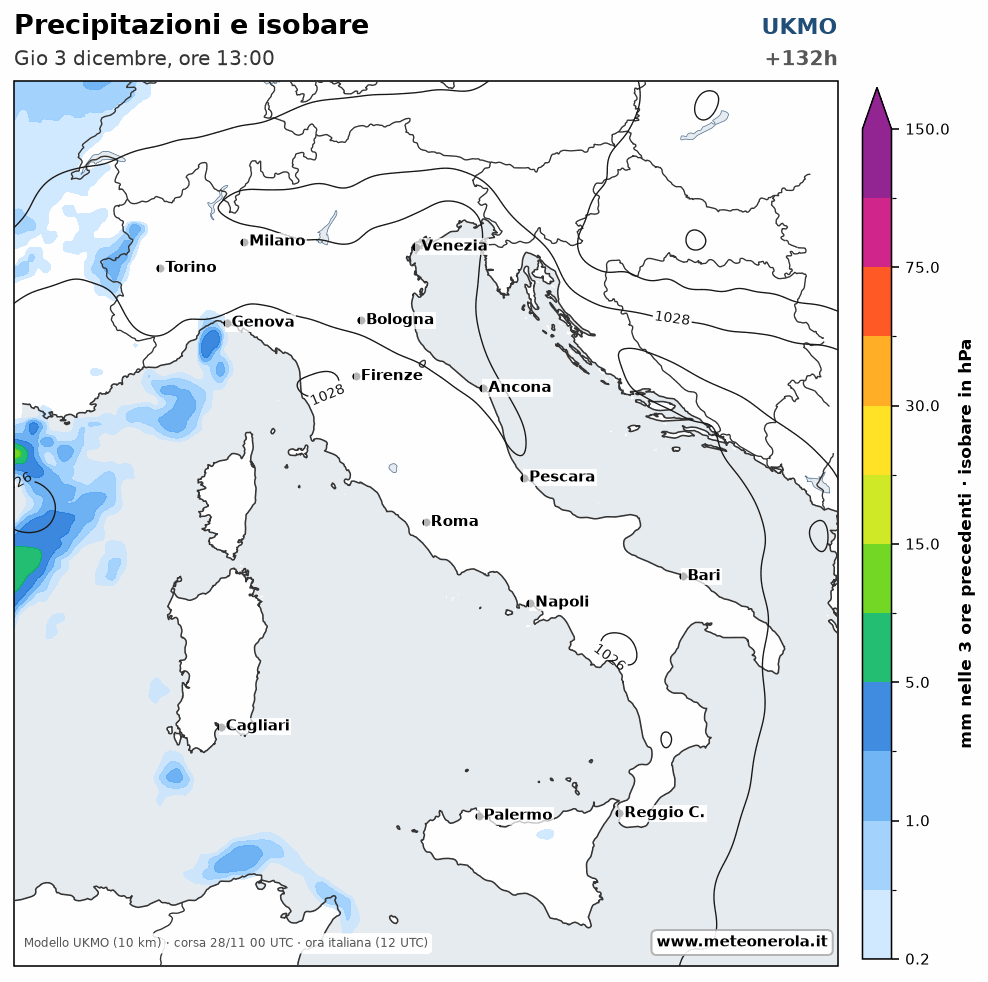 Precipitazioni e isobare
UKMO
Gio 3 dicembre, ore 13:00
+132h
Milano
Venezia
Torino
Genova
Bologna
1028
Firenze
1028
Ancona
Pescara
26
Roma
Bari
Napoli
1026
Cagliari
Palermo
Reggio C.
Modello UKMO (10 km) · corsa 28/11 00 UTC · ora italiana (12 UTC)
www.meteonerola.it
150.0
75.0
30.0
15.0
5.0
1.0
0.2
mm nelle 3 ore precedenti · isobare in hPa